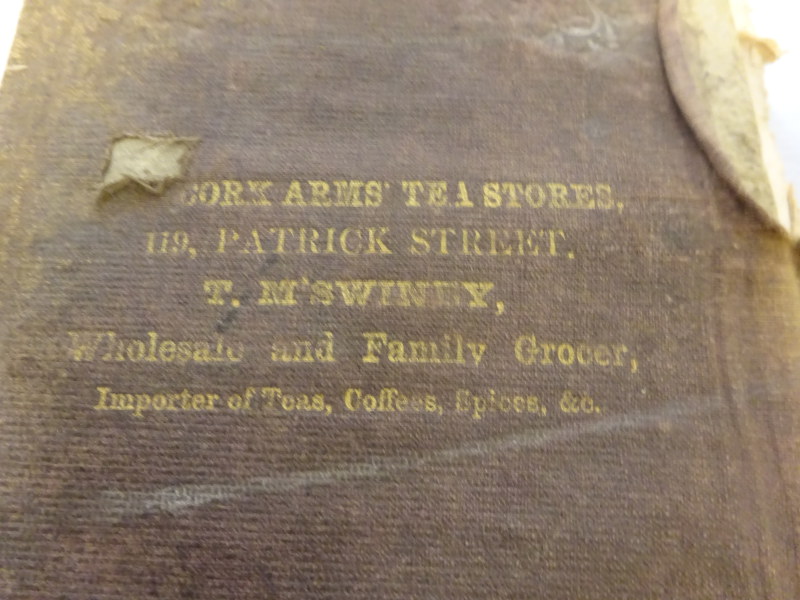 CORK ARMS' TEA STORES,
119, PATRICK STREET.
T. M'SWINEY,
Wholesale and Family Grocer,
Importer of Teas, Coffees, Spices, &c.